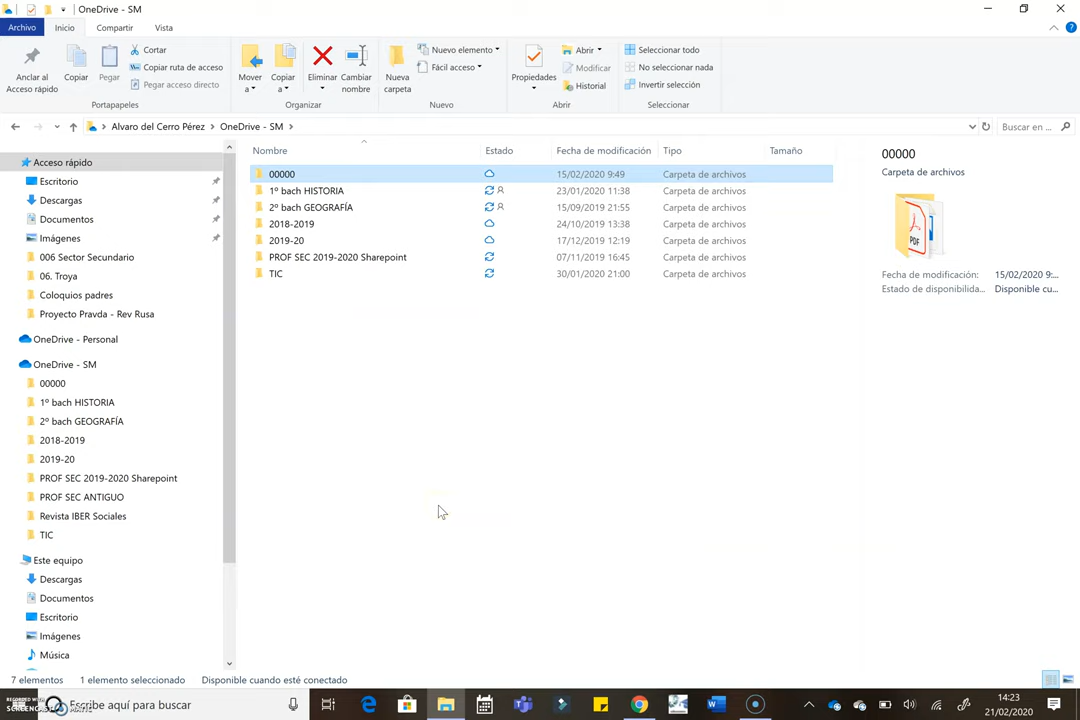 OneDrive - SM
Archivo Inicio Compartir Vista
Anclar al Acceso rápido
Copiar
Pegar
Cortar
Copiar ruta de acceso
Pegar acceso directo
Portapapeles
Mover a
Copiar a
Eliminar
Cambiar nombre
Organizar
Nueva carpeta
Nuevo elemento
Fácil acceso
Nuevo
Propiedades
Abrir
Modificar
Historial
Abrir
Seleccionar todo
No seleccionar nada
Invertir selección
Seleccionar
Alvaro del Cerro Pérez > OneDrive - SM >
Buscar en ...
Acceso rápido
Escritorio
Descargas
Documentos
Imágenes
006 Sector Secundario
06. Troya
Coloquios padres
Proyecto Pravda - Rev Rusa
OneDrive - Personal
OneDrive - SM
00000
1º bach HISTORIA
2º bach GEOGRAFÍA
2018-2019
2019-20
PROF SEC 2019-2020 Sharepoint
PROF SEC ANTIGUO
Revista IBER Sociales
TIC
Este equipo
Descargas
Documentos
Escritorio
Imágenes
Música
Nombre Estado Fecha de modificación Tipo Tamaño
00000 15/02/2020 9:49 Carpeta de archivos
1º bach HISTORIA 23/01/2020 11:38 Carpeta de archivos
2º bach GEOGRAFÍA 15/09/2019 21:55 Carpeta de archivos
2018-2019 24/10/2019 13:38 Carpeta de archivos
2019-20 17/12/2019 12:19 Carpeta de archivos
PROF SEC 2019-2020 Sharepoint 07/11/2019 16:45 Carpeta de archivos
TIC 30/01/2020 21:00 Carpeta de archivos
00000
Carpeta de archivos
PDF
Fecha de modificación: 15/02/2020 9:...
Estado de disponibilida... Disponible cu...
7 elementos 1 elemento seleccionado Disponible cuando esté conectado
RECORDED WITH
Escribe aquí para buscar
14:23
21/02/2020